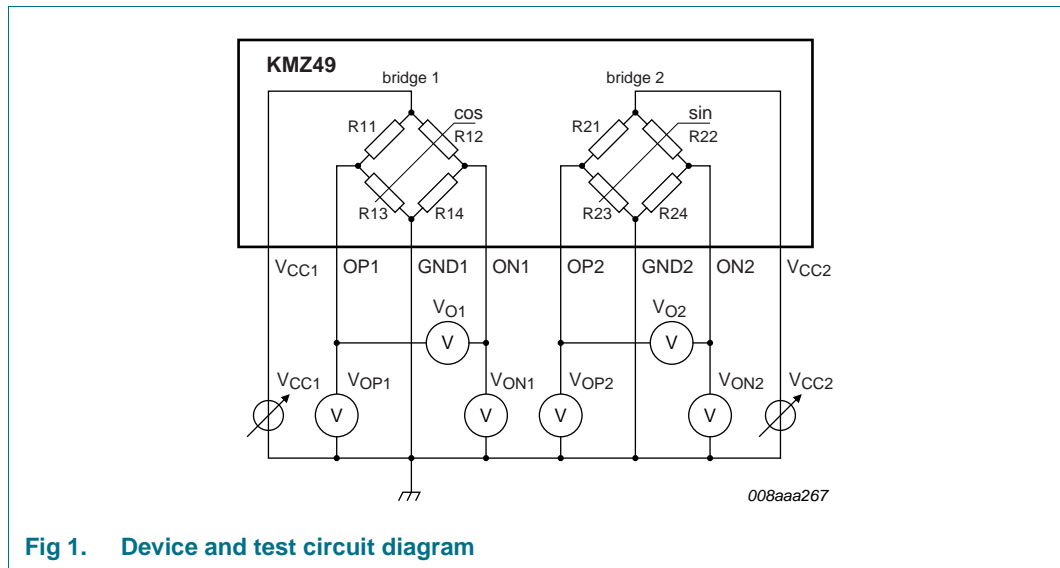 KMZ49
bridge 1
bridge 2
cos
sin
R11
R12
R21
R22
R13
R14
R23
R24
VCC1
OP1
GND1
ON1
OP2
GND2
ON2
VCC2
VO1
VO2
V
V
VCC1
VOP1
VON1
VOP2
VON2
VCC2
V
V
V
V
008aaa267
Fig 1. Device and test circuit diagram